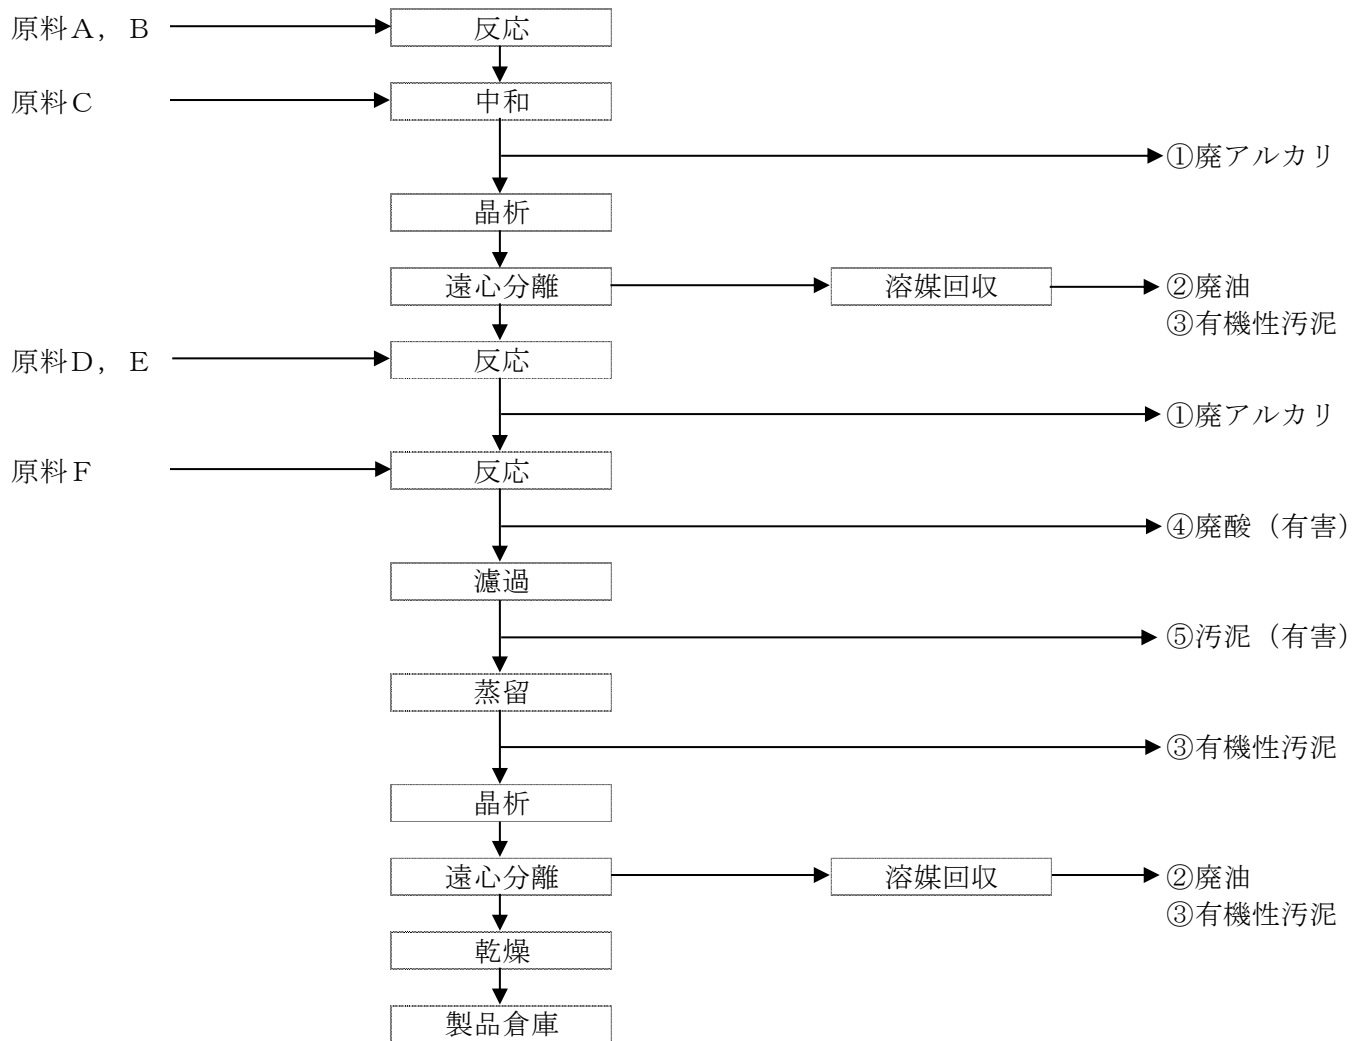 原料Ａ，Ｂ
反応
原料Ｃ
中和
①廃アルカリ
晶析
遠心分離
溶媒回収
②廃油
③有機性汚泥
原料Ｄ，Ｅ
反応
①廃アルカリ
原料Ｆ
反応
④廃酸（有害）
濾過
⑤汚泥（有害）
蒸留
③有機性汚泥
晶析
遠心分離
溶媒回収
②廃油
③有機性汚泥
乾燥
製品倉庫